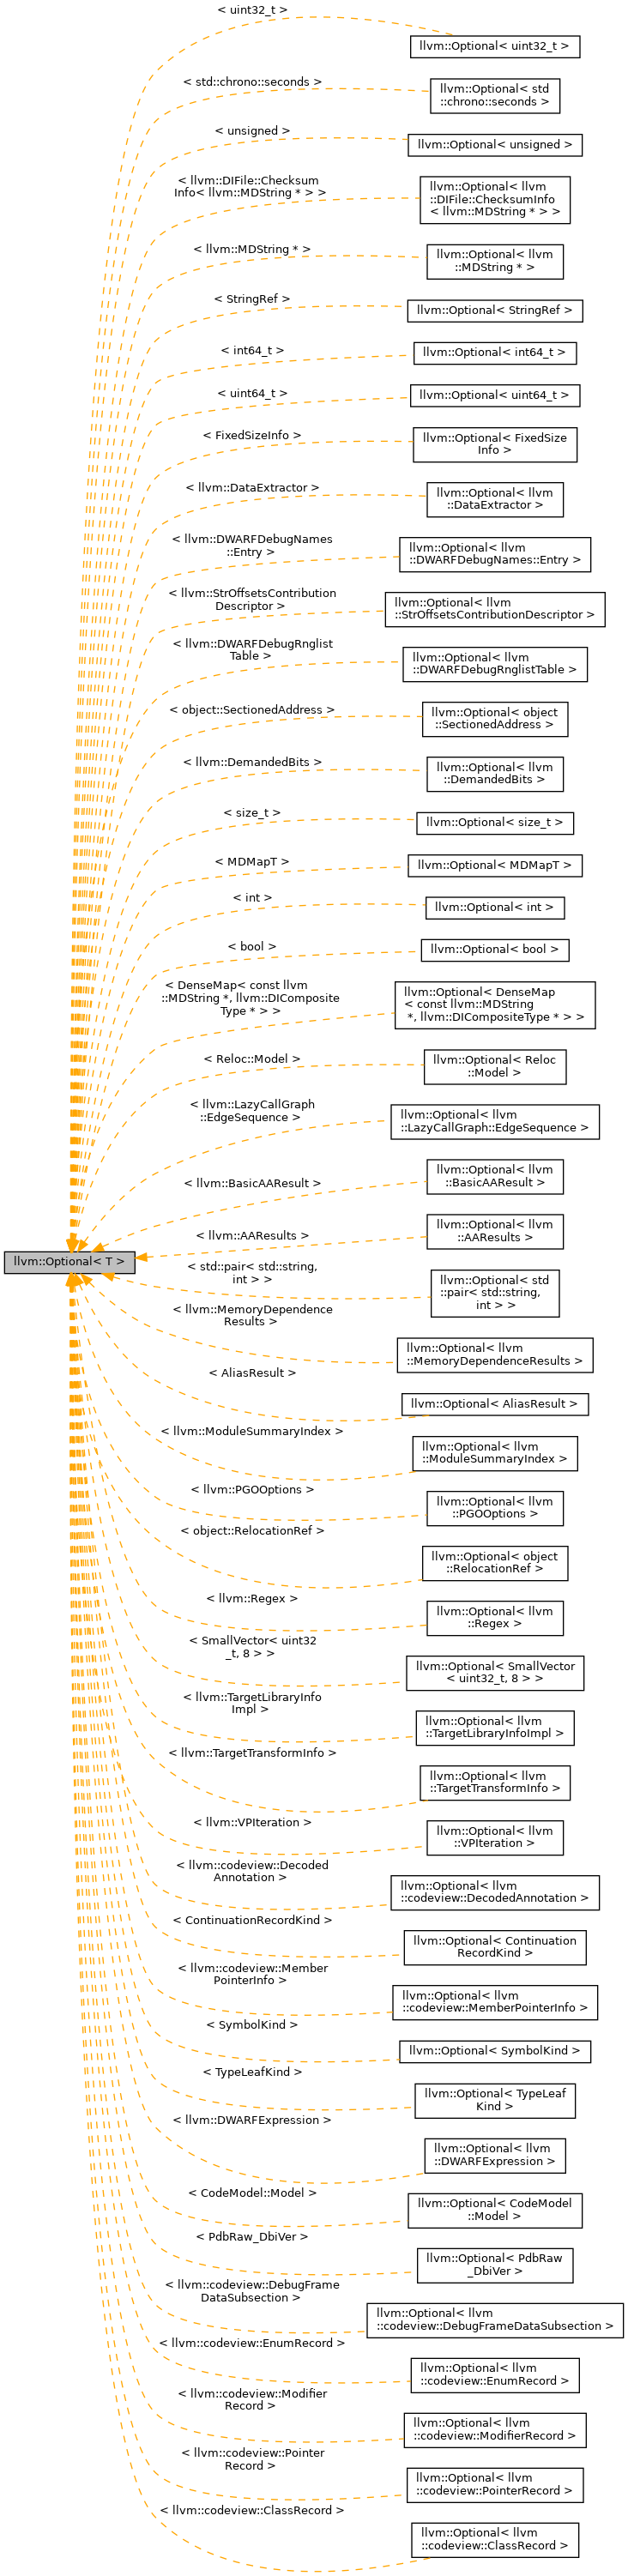 < uint32_t >
llvm::Optional< uint32_t >
< std::chrono::seconds >
llvm::Optional< std
::chrono::seconds >
< unsigned >
llvm::Optional< unsigned >
< llvm::DIFile::Checksum
Info< llvm::MDString * > >
llvm::Optional< llvm
::DIFile::ChecksumInfo
< llvm::MDString * > >
< llvm::MDString * >
llvm::Optional< llvm
::MDString * >
< StringRef >
llvm::Optional< StringRef >
< int64_t >
llvm::Optional< int64_t >
< uint64_t >
llvm::Optional< uint64_t >
< FixedSizeInfo >
llvm::Optional< FixedSize
Info >
< llvm::DataExtractor >
llvm::Optional< llvm
::DataExtractor >
< llvm::DWARFDebugNames
::Entry >
llvm::Optional< llvm
::DWARFDebugNames::Entry >
< llvm::StrOffsetsContribution
Descriptor >
llvm::Optional< llvm
::StrOffsetsContributionDescriptor >
< llvm::DWARFDebugRnglist
Table >
llvm::Optional< llvm
::DWARFDebugRnglistTable >
< object::SectionedAddress >
llvm::Optional< object
::SectionedAddress >
< llvm::DemandedBits >
llvm::Optional< llvm
::DemandedBits >
< size_t >
llvm::Optional< size_t >
< MDMapT >
llvm::Optional< MDMapT >
< int >
llvm::Optional< int >
< bool >
llvm::Optional< bool >
< DenseMap< const llvm
::MDString *, llvm::DIComposite
Type * > >
llvm::Optional< DenseMap
< const llvm::MDString
 *, llvm::DICompositeType * > >
< Reloc::Model >
llvm::Optional< Reloc
::Model >
< llvm::LazyCallGraph
::EdgeSequence >
llvm::Optional< llvm
::LazyCallGraph::EdgeSequence >
< llvm::BasicAAResult >
llvm::Optional< llvm
::BasicAAResult >
< llvm::AAResults >
llvm::Optional< llvm
::AAResults >
llvm::Optional< T >
< std::pair< std::string,
 int > >
llvm::Optional< std
::pair< std::string,
 int > >
< llvm::MemoryDependence
Results >
llvm::Optional< llvm
::MemoryDependenceResults >
< AliasResult >
llvm::Optional< AliasResult >
< llvm::ModuleSummaryIndex >
llvm::Optional< llvm
::ModuleSummaryIndex >
< llvm::PGOOptions >
llvm::Optional< llvm
::PGOOptions >
< object::RelocationRef >
llvm::Optional< object
::RelocationRef >
< llvm::Regex >
llvm::Optional< llvm
::Regex >
< SmallVector< uint32
_t, 8 > >
llvm::Optional< SmallVector
< uint32_t, 8 > >
< llvm::TargetLibraryInfo
Impl >
llvm::Optional< llvm
::TargetLibraryInfoImpl >
< llvm::TargetTransformInfo >
llvm::Optional< llvm
::TargetTransformInfo >
< llvm::VPIteration >
llvm::Optional< llvm
::VPIteration >
< llvm::codeview::Decoded
Annotation >
llvm::Optional< llvm
::codeview::DecodedAnnotation >
< ContinuationRecordKind >
llvm::Optional< Continuation
RecordKind >
< llvm::codeview::Member
PointerInfo >
llvm::Optional< llvm
::codeview::MemberPointerInfo >
< SymbolKind >
llvm::Optional< SymbolKind >
< TypeLeafKind >
llvm::Optional< TypeLeaf
Kind >
< llvm::DWARFExpression >
llvm::Optional< llvm
::DWARFExpression >
< CodeModel::Model >
llvm::Optional< CodeModel
::Model >
< PdbRaw_DbiVer >
llvm::Optional< PdbRaw
_DbiVer >
< llvm::codeview::DebugFrame
DataSubsection >
llvm::Optional< llvm
::codeview::DebugFrameDataSubsection >
< llvm::codeview::EnumRecord >
llvm::Optional< llvm
::codeview::EnumRecord >
< llvm::codeview::Modifier
Record >
llvm::Optional< llvm
::codeview::ModifierRecord >
< llvm::codeview::Pointer
Record >
llvm::Optional< llvm
::codeview::PointerRecord >
< llvm::codeview::ClassRecord >
llvm::Optional< llvm
::codeview::ClassRecord >